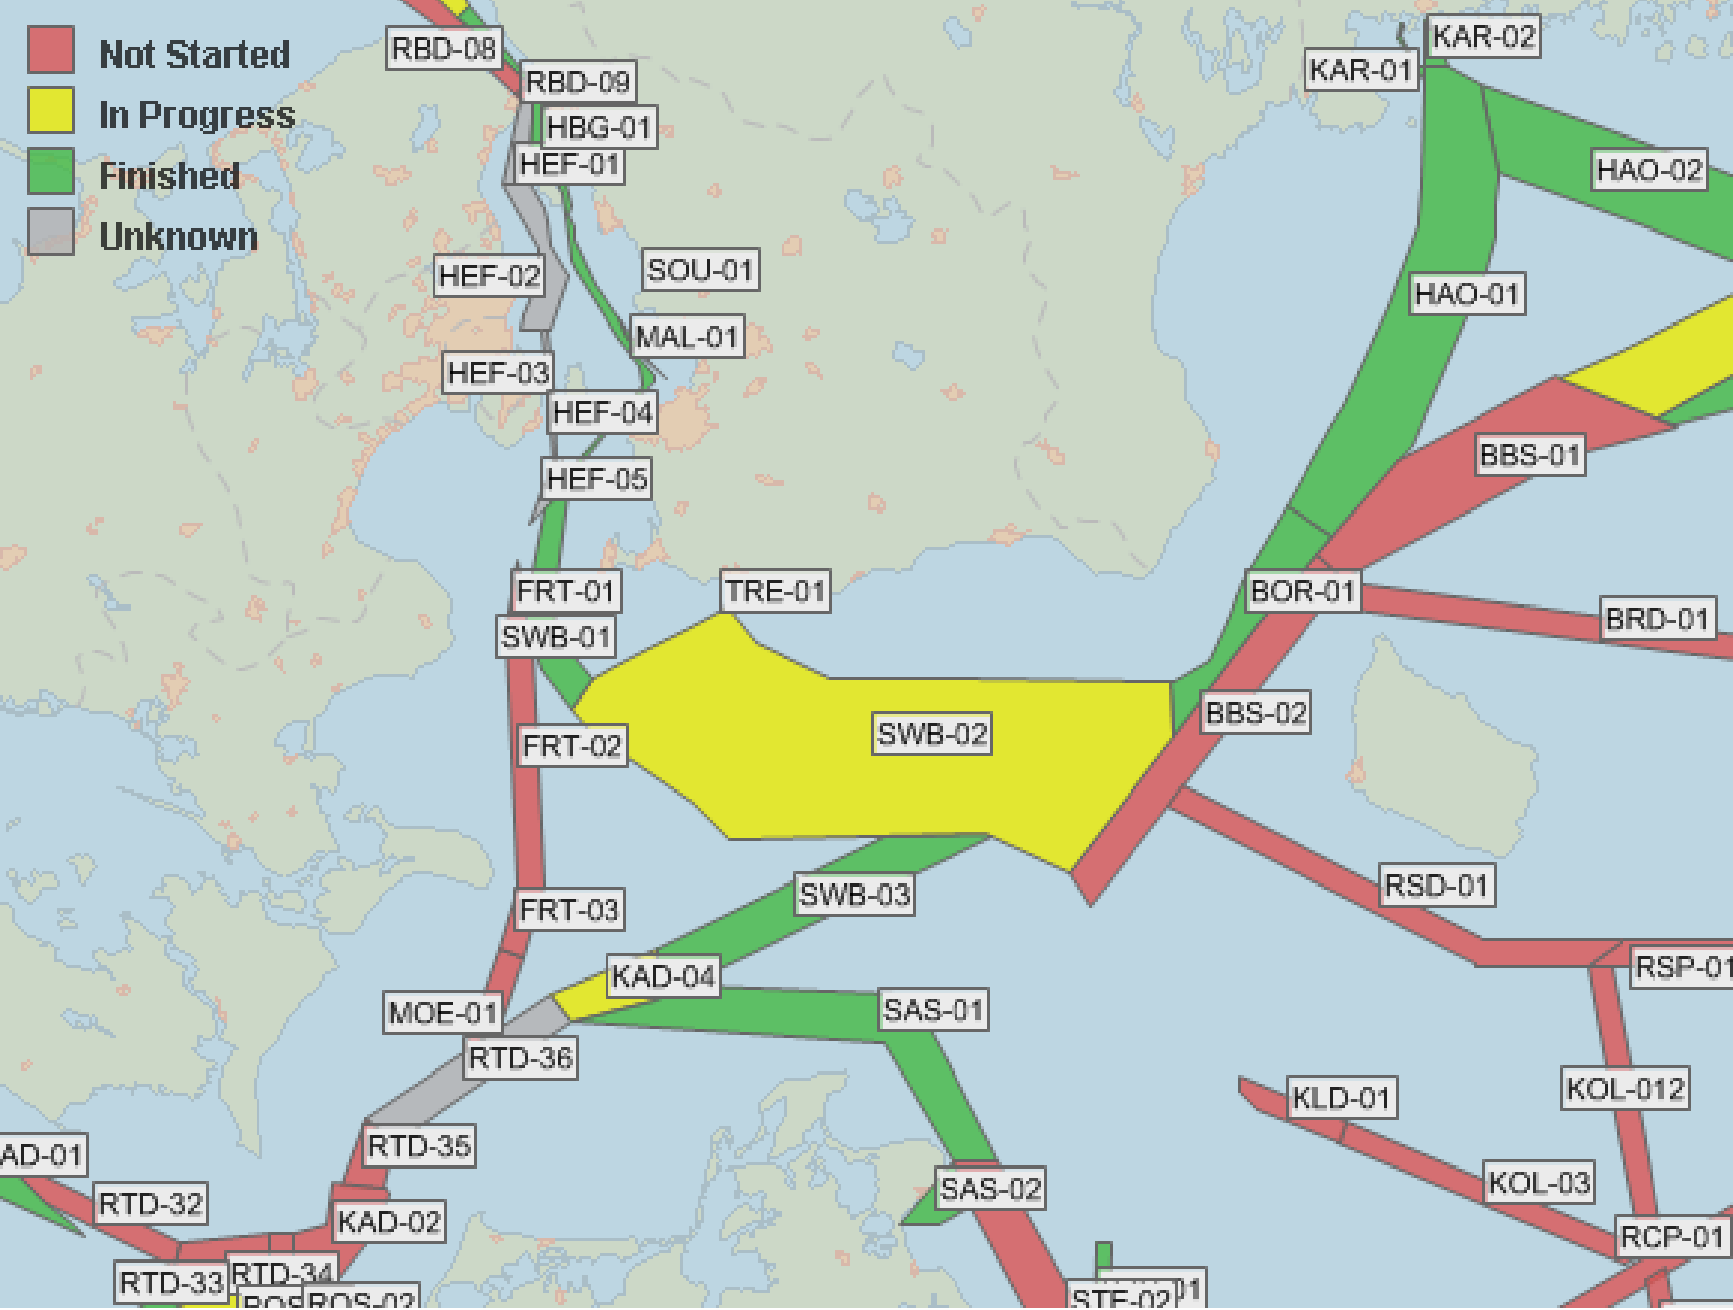 Not Started
In Progress
Finished
Unknown
RBD-08
RBD-09
HBG-01
HEF-01
HEF-02
SOU-01
MAL-01
HEF-03
HEF-04
HEF-05
KAR-02
KAR-01
HAO-02
HAO-01
BBS-01
FRT-01
TRE-01
BOR-01
BRD-01
SWB-01
SWB-02
BBS-02
FRT-02
SWB-03
RSD-01
FRT-03
KAD-04
RSP-01
MOE-01
SAS-01
RTD-36
KLD-01
KOL-012
AD-01
RTD-35
RTD-32
SAS-02
KOL-03
KAD-02
RCP-01
RTD-33
RTD-34
ROS-02
STE-02